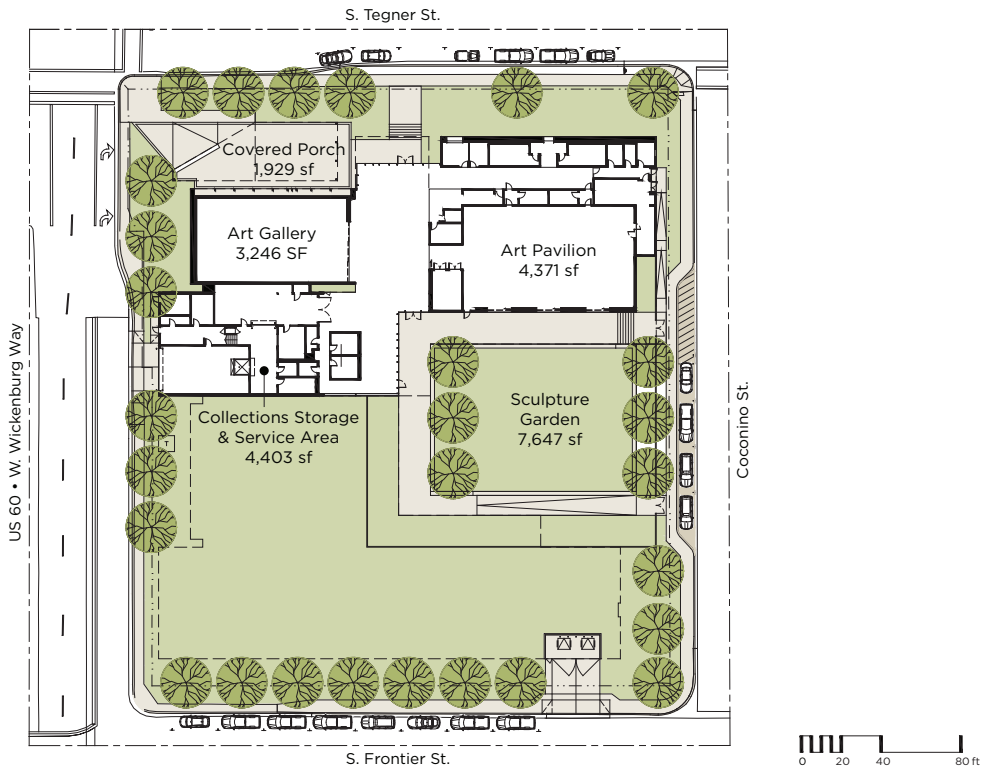 S. Tegner St.
Covered Porch
1,929 sf
Art Gallery
3,246 SF
Art Pavilion
4,371 sf
US 60 • W. Wickenburg Way
Coconino St.
Sculpture
Garden
7,647 sf
Collections Storage
& Service Area
4,403 sf
T
S. Frontier St.
0 20 40 80 ft